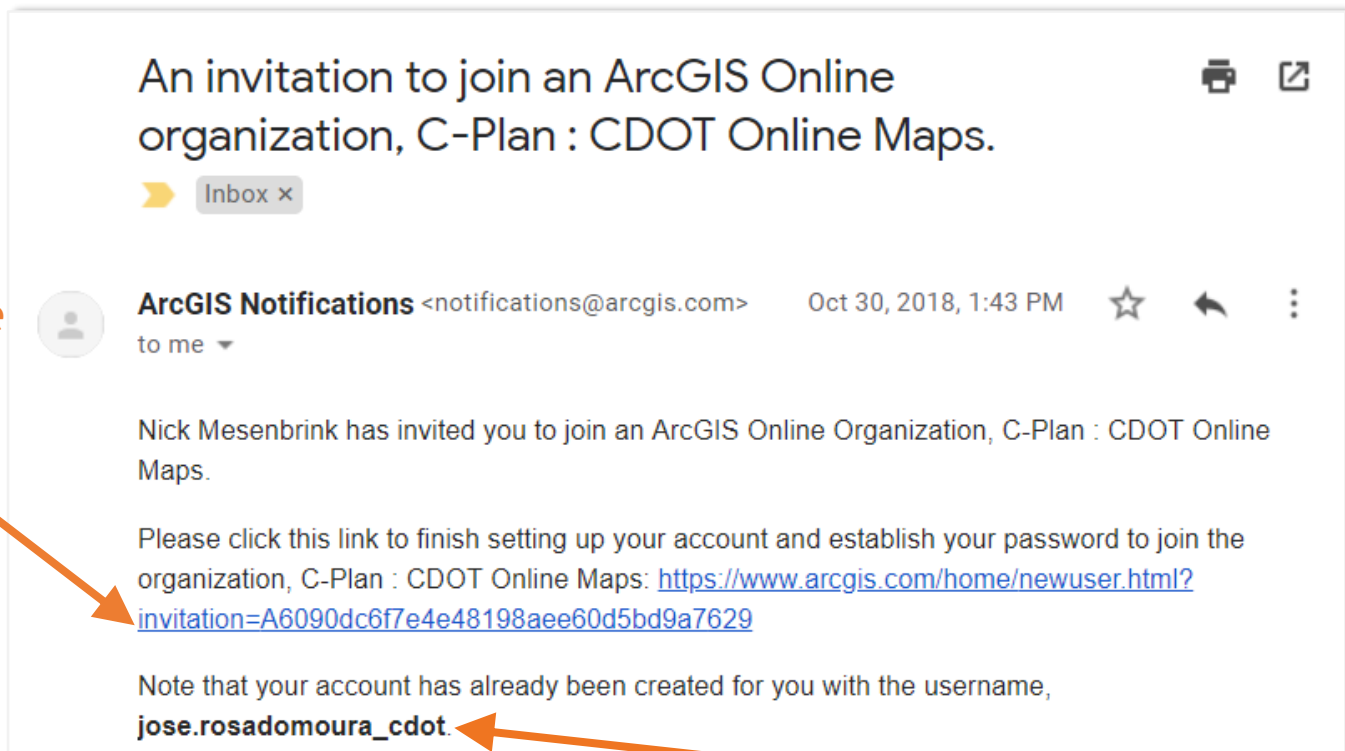 An invitation to join an ArcGIS Online
organization, C-Plan : CDOT Online Maps.
Inbox ×
ArcGIS Notifications <notifications@arcgis.com> Oct 30, 2018, 1:43 PM
to me
Nick Mesenbrink has invited you to join an ArcGIS Online Organization, C-Plan : CDOT Online
Maps.
Please click this link to finish setting up your account and establish your password to join the
organization, C-Plan : CDOT Online Maps: https://www.arcgis.com/home/newuser.html?
invitation=A6090dc6f7e4e48198aee60d5bd9a7629
Note that your account has already been created for you with the username,
jose.rosadomoura_cdot.